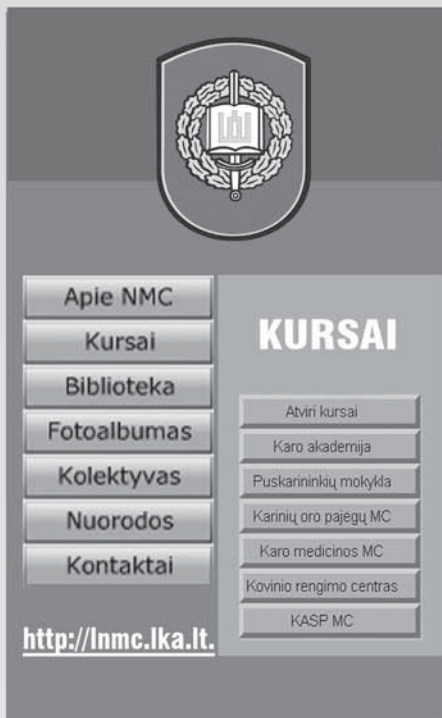 Apie NMC
Kursai
Biblioteka
Fotoalbumas
Kolektyvas
Nuorodos
Kontaktai
http://lnmc.lka.lt.
KURSAI
Atviri kursai
Karo akademija
Puskarininkių mokykla
Karinių oro pajėgų MC
Karo medicinos MC
Kovinio rengimo centras
KASP MC